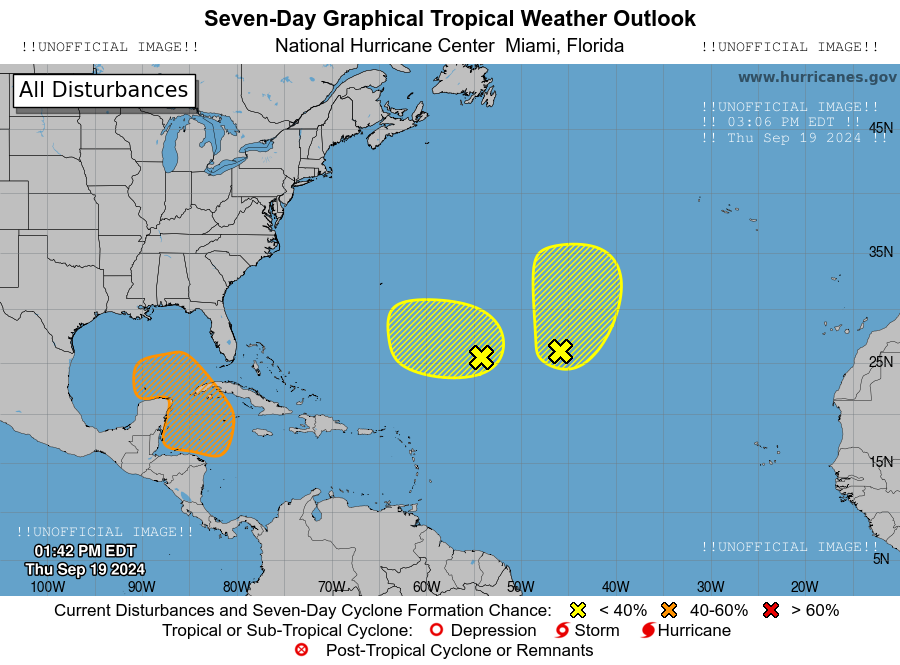 Seven-Day Graphical Tropical Weather Outlook
!!UNOFFICIAL IMAGE!! National Hurricane Center Miami, Florida !!UNOFFICIAL IMAGE!!
All Disturbances
www.hurricanes.gov
!!UNOFFICIAL IMAGE!!
!! 03:06 PM EDT !!
!! Thu Sep 19 2024 !!
45N
35N
25N
15N
!!UNOFFICIAL IMAGE!!
!!UNOFFICIAL IMAGE!!
01:42 PM EDT
5N
Thu Sep 19 2024
100W 90W 80W 70W 60W 50W 40W 30W 20W
Current Disturbances and Seven-Day Cyclone Formation Chance: < 40% 40-60% > 60%
Tropical or Sub-Tropical Cyclone: Depression Storm Hurricane
Post-Tropical Cyclone or Remnants